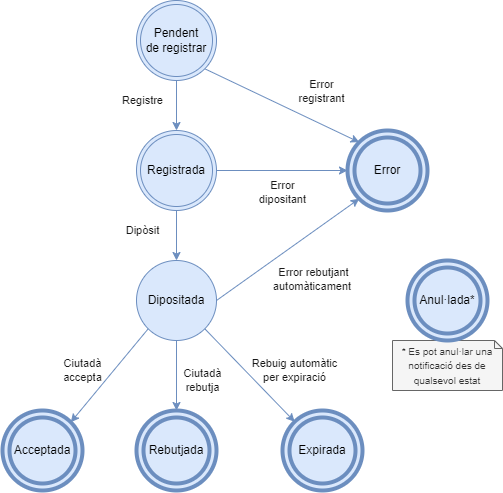 Pendent
de registrar
Error
registrant
Registre
Registrada
Error
Error
dipositant
Dipòsit
Error rebutjant
automàticament
Dipositada
Anul·lada*
* Es pot anul·lar una
notificació des de
qualsevol estat
Ciutadà
accepta
Ciutadà
rebutja
Rebuig automàtic
per expiració
Acceptada
Rebutjada
Expirada